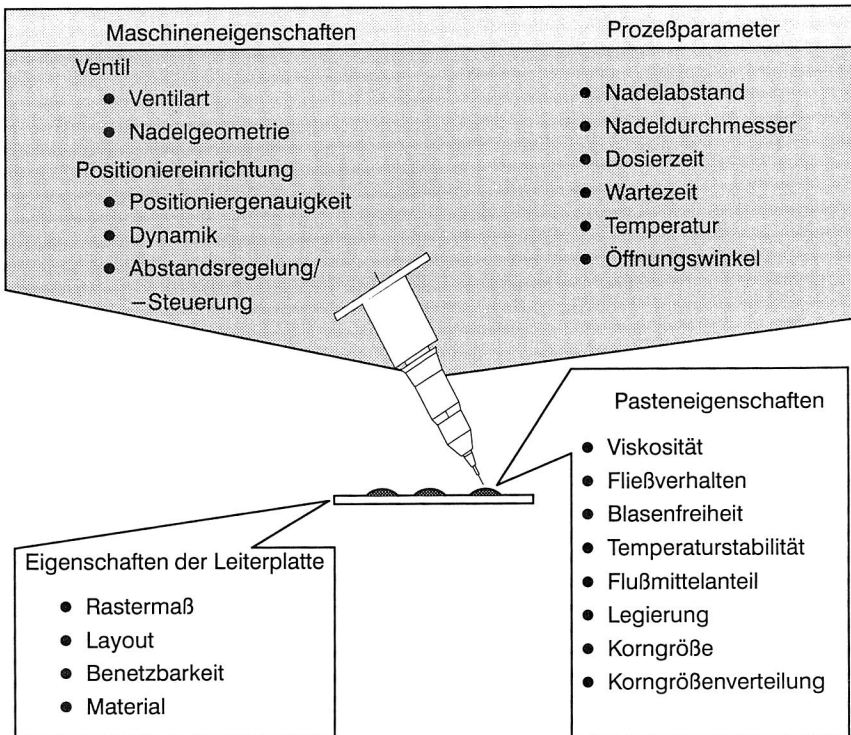 Maschineneigenschaften
Ventil
● Ventilart
● Nadelgeometrie
Positioniereinrichtung
● Positioniergenauigkeit
● Dynamik
● Abstandsregelung/
–Steuerung
Prozeßparameter
● Nadelabstand
● Nadeldurchmesser
● Dosierzeit
● Wartezeit
● Temperatur
● Öffnungswinkel
Pasteneigenschaften
● Viskosität
● Fließverhalten
● Blasenfreiheit
● Temperaturstabilität
● Flußmittelanteil
● Legierung
● Korngröße
● Korngrößenverteilung
Eigenschaften der Leiterplatte
● Rastermaß
● Layout
● Benetzbarkeit
● Material